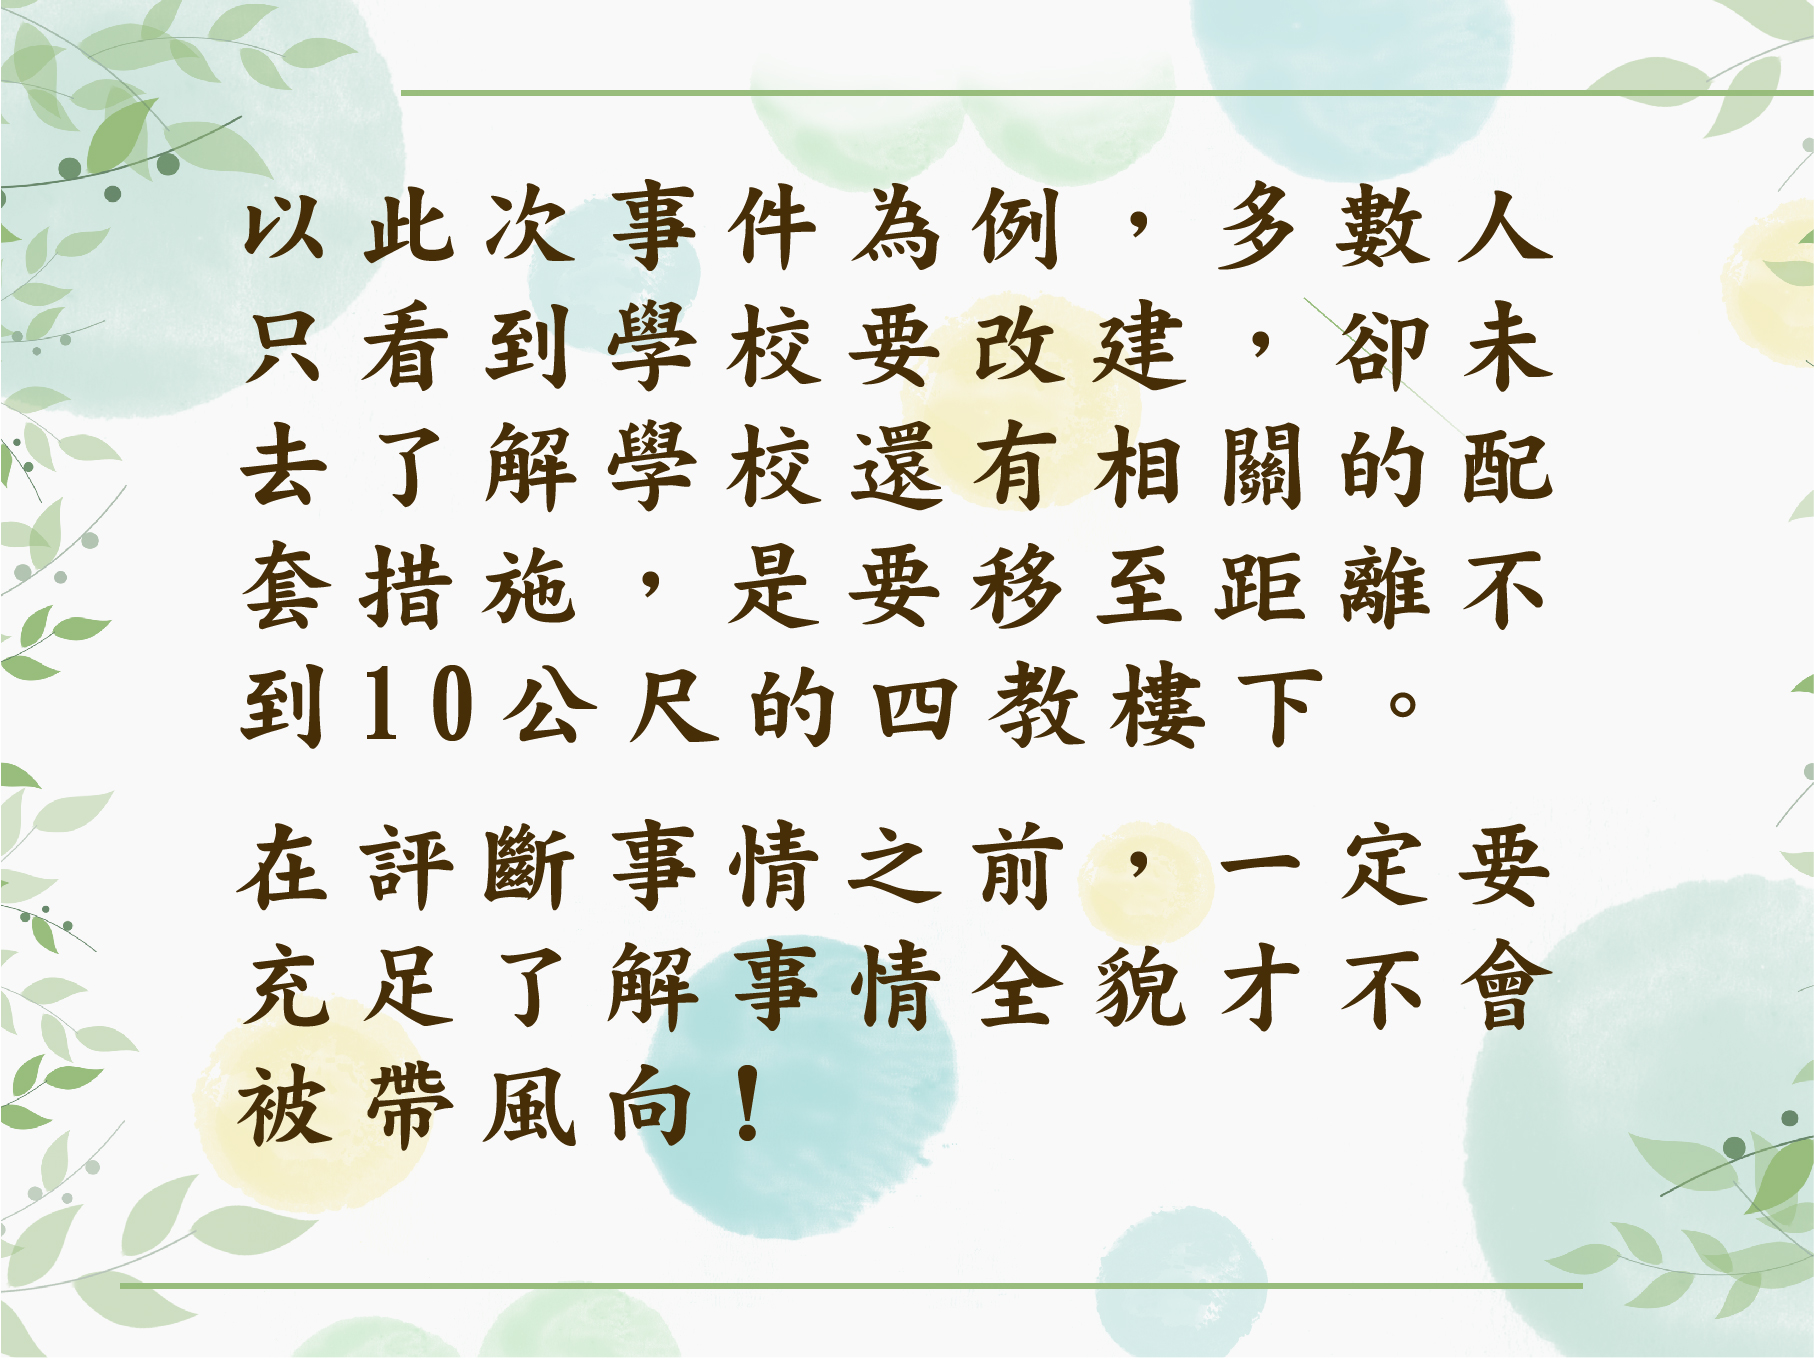 以此次事件為例，多數人
只看到學校要改建，卻未
去了解學校還有相關的配
套措施，是要移至距離不
到10公尺的四教樓下。
在評斷事情之前，一定要
充足了解事情全貌才不會
被帶風向！